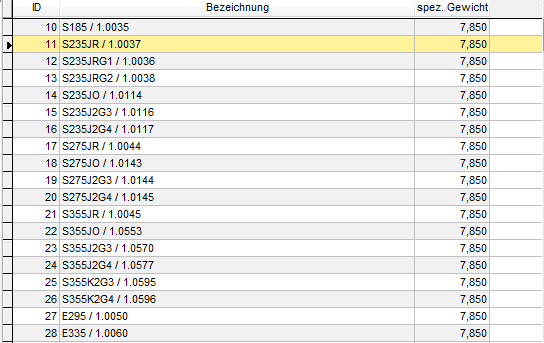 ID Bezeichnung spez. Gewicht
10 S185 / 1.0035 7,850
11 S235JR / 1.0037 7,850
12 S235JRG1 / 1.0036 7,850
13 S235JRG2 / 1.0038 7,850
14 S235JO / 1.0114 7,850
15 S235J2G3 / 1.0116 7,850
16 S235J2G4 / 1.0117 7,850
17 S275JR / 1.0044 7,850
18 S275JO / 1.0143 7,850
19 S275J2G3 / 1.0144 7,850
20 S275J2G4 / 1.0145 7,850
21 S355JR / 1.0045 7,850
22 S355JO / 1.0553 7,850
23 S355J2G3 / 1.0570 7,850
24 S355J2G4 / 1.0577 7,850
25 S355K2G3 / 1.0595 7,850
26 S355K2G4 / 1.0596 7,850
27 E295 / 1.0050 7,850
28 E335 / 1.0060 7,850